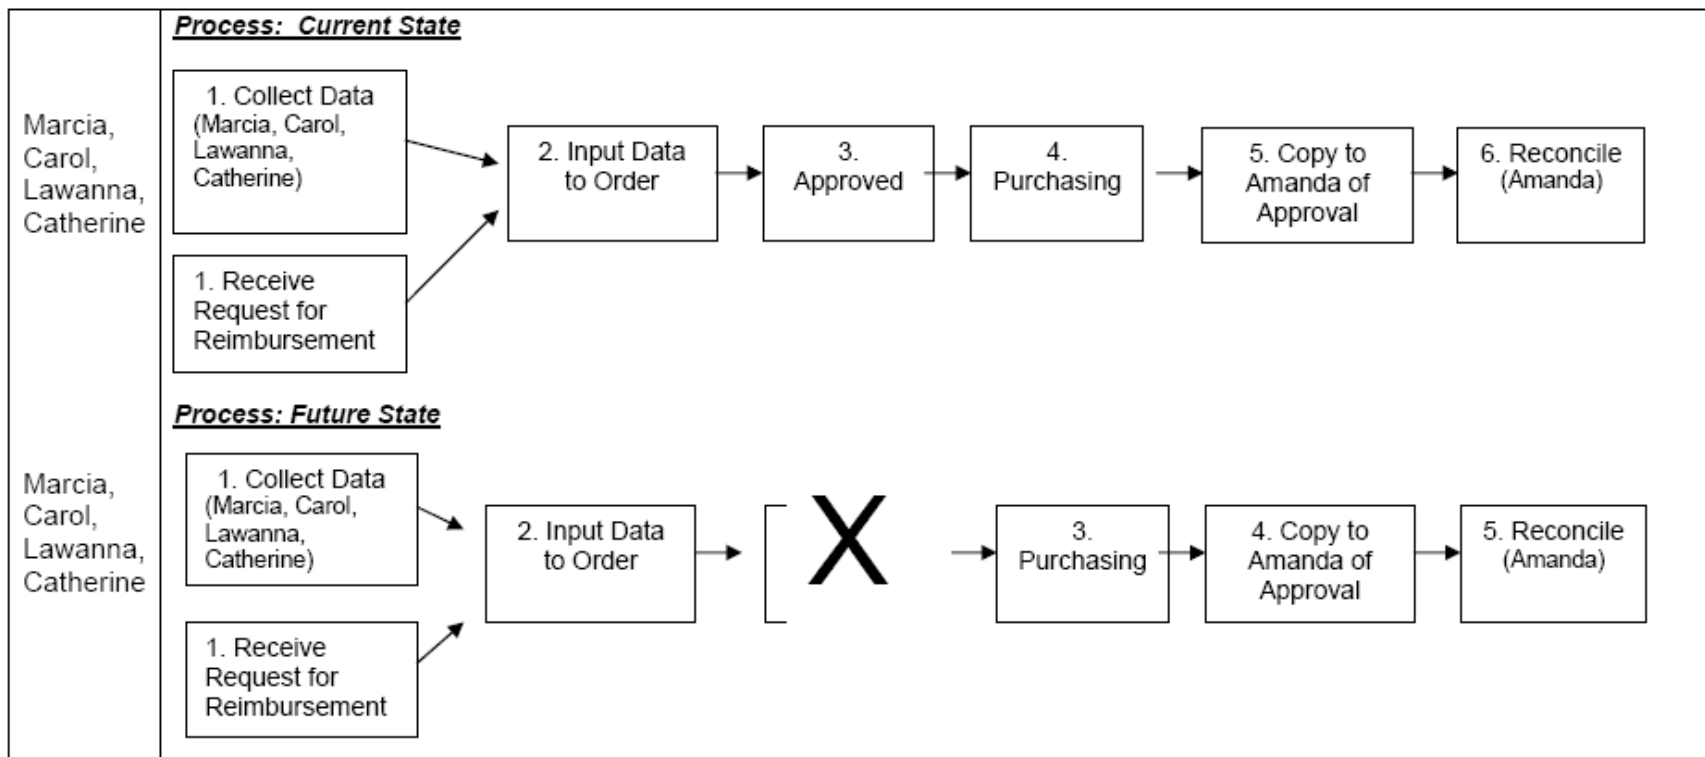 Process:  Current State
Marcia,
Carol,
Lawanna,
Catherine
1. Collect Data
(Marcia, Carol,
Lawanna,
Catherine)
1. Receive
Request for
Reimbursement
2. Input Data
to Order
3.
Approved
4.
Purchasing
5. Copy to
Amanda of
Approval
6. Reconcile
(Amanda)
Process: Future State
Marcia,
Carol,
Lawanna,
Catherine
1. Collect Data
(Marcia, Carol,
Lawanna,
Catherine)
1. Receive
Request for
Reimbursement
2. Input Data
to Order
X
3.
Purchasing
4. Copy to
Amanda of
Approval
5. Reconcile
(Amanda)